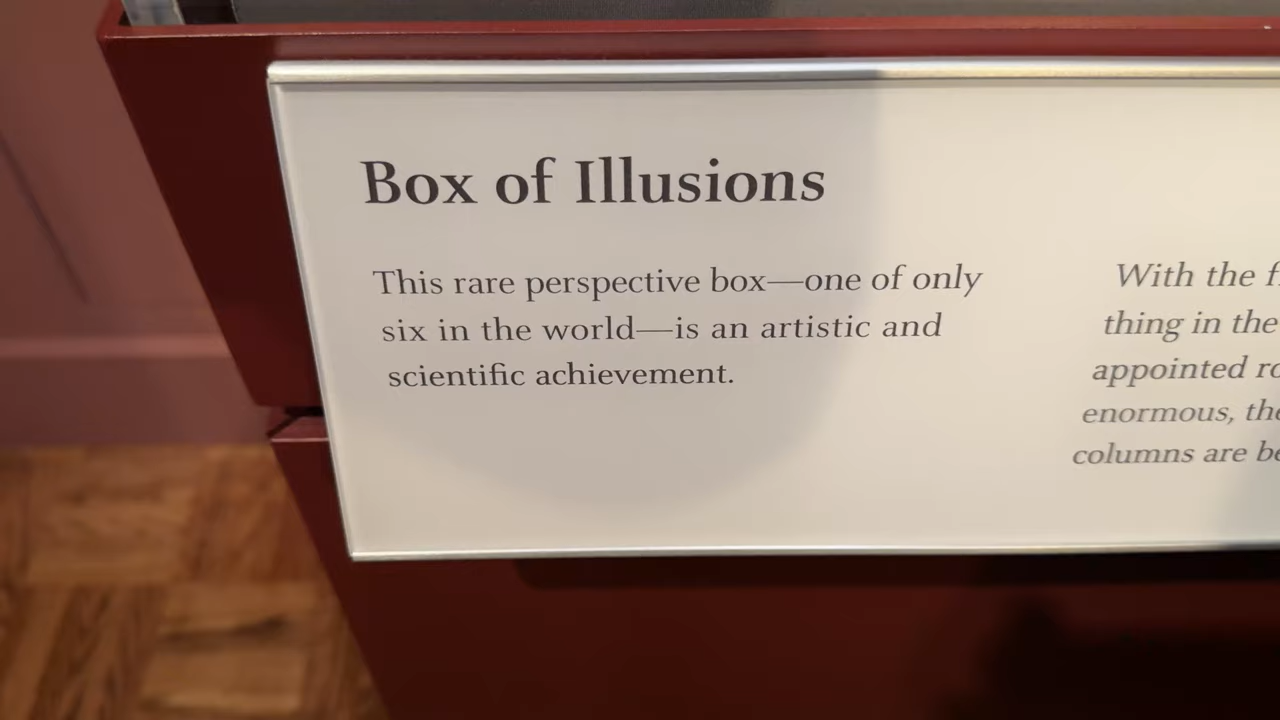 Box of Illusions
This rare perspective box—one of only
six in the world—is an artistic and
scientific achievement.
With the
thing in the
appointed
enormous, the
columns are